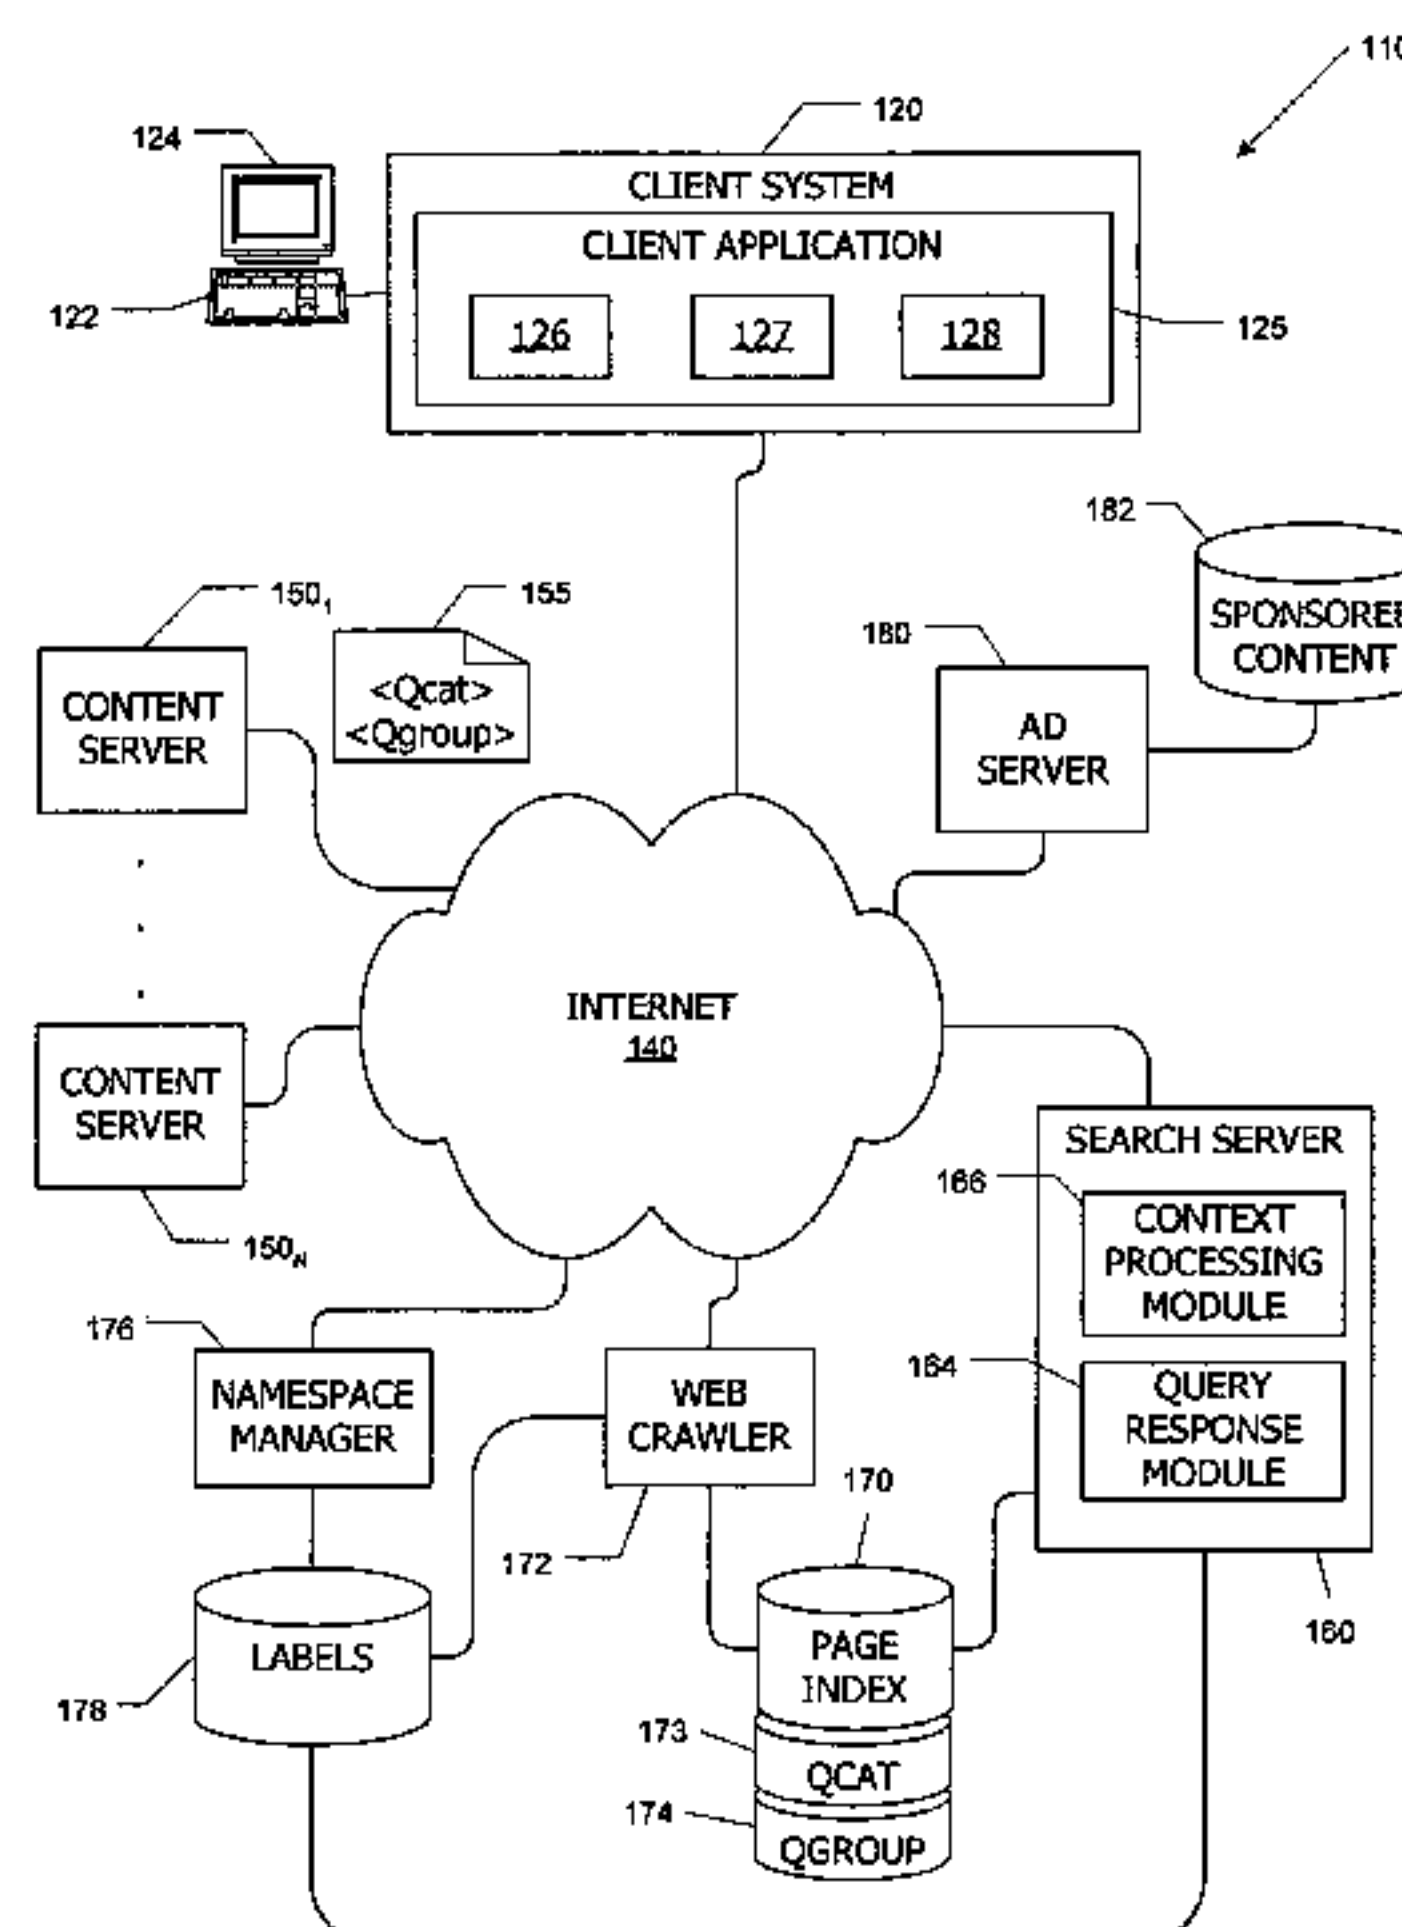 110
120
124
CLIENT SYSTEM
CLIENT APPLICATION
122
126
127
128
125
182
150₁
155
SPONSORED
CONTENT
180
<Qcat>
<Qgroup>
CONTENT
SERVER
AD
SERVER
INTERNET
140
CONTENT
SERVER
150N
SEARCH SERVER
166
CONTEXT
PROCESSING
MODULE
176
164
NAMESPACE
MANAGER
WEB
CRAWLER
QUERY
RESPONSE
MODULE
170
172
160
LABELS
PAGE
INDEX
178
173
QCAT
174
QGROUP